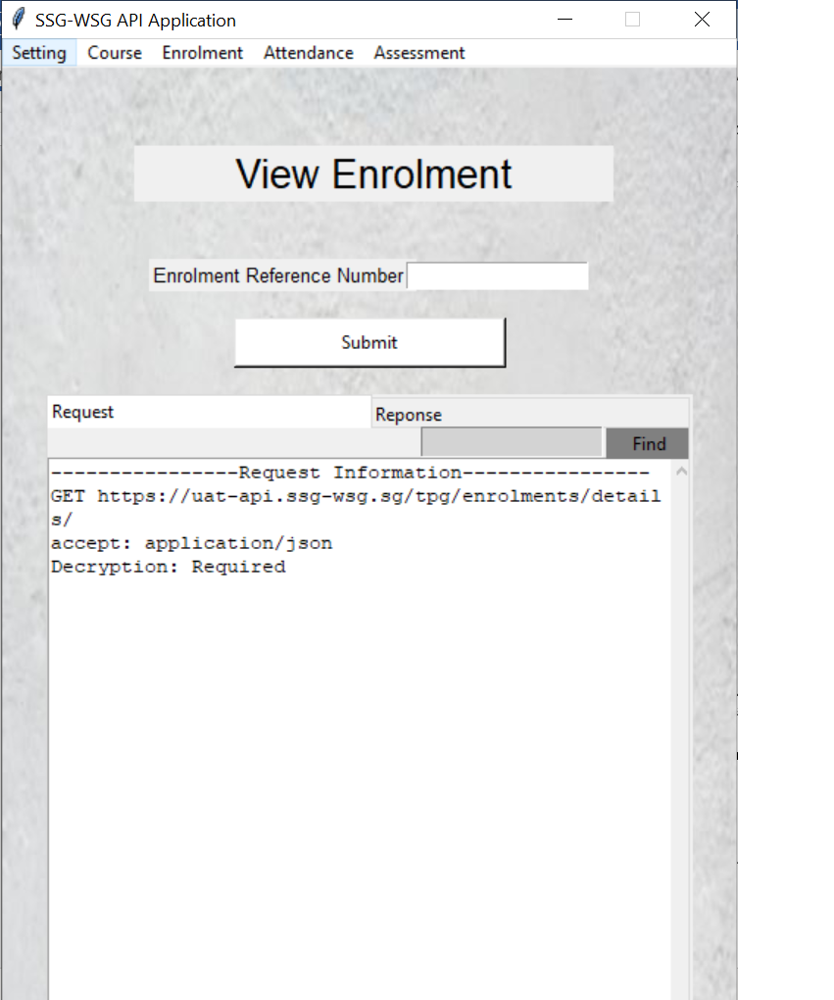 SSG-WSG API Application
Setting Course Enrolment Attendance Assessment
View Enrolment
Enrolment Reference Number
Submit
Request Reponse
Find
----------------Request Information----------------
GET https://uat-api.ssg-wsg.sg/tpg/enrolments/detail
s/
accept: application/json
Decryption: Required